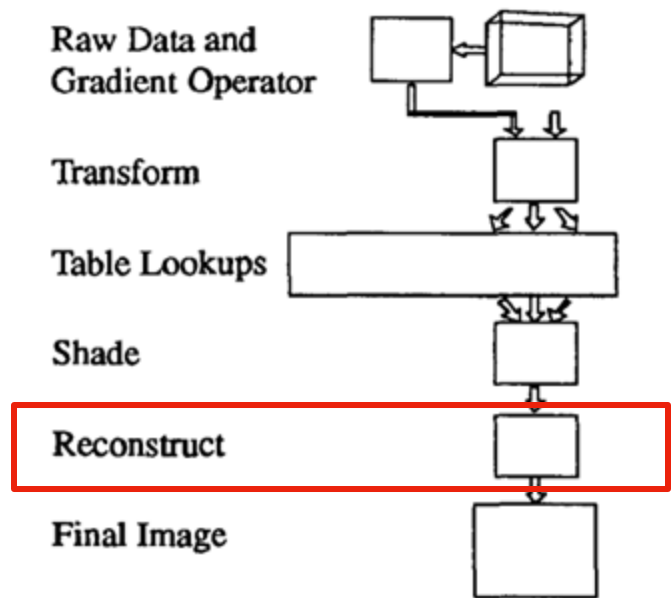 Raw Data and
Gradient Operator
Transform
Table Lookups
Shade
Reconstruct
Final Image